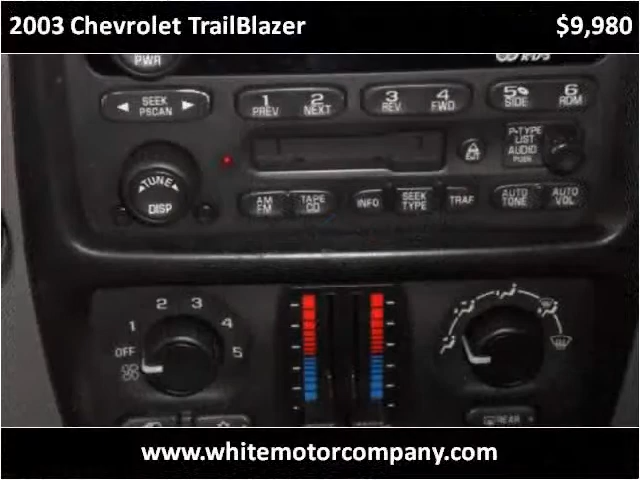 2003 Chevrolet TrailBlazer $9,980
PWR
RDS
SEEK
PSCAN
1 PREV
2 NEXT
3 REV
4 FWD
5 SIDE
6 RDM
P-TYPE
LIST
AUDIO
PUSH
TUNE
DISP
AM
FM
TAPE
CD
INFO
SEEK
TYPE
TRAF
AUTO
TONE
AUTO
VOL
OFF
1
2
3
4
5
REAR
www.whitemotorcompany.com